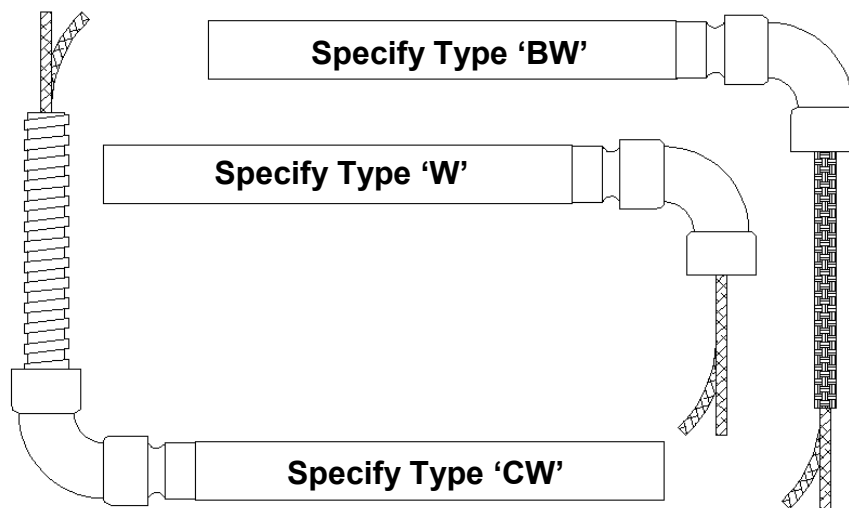 Specify Type ‘BW’
Specify Type ‘W’
Specify Type ‘CW’